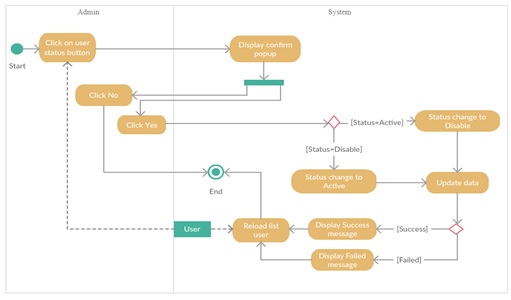 Admin
System
Click on user
status button
Start
Display confirm
popup
Click No
Click Yes
[Status=Active]
Status change to
Disable
[Status=Disable]
Status change to
Active
Update data
End
User
Reload list
user
Display Success
message
[Success]
Display Failed
message
[Failed]